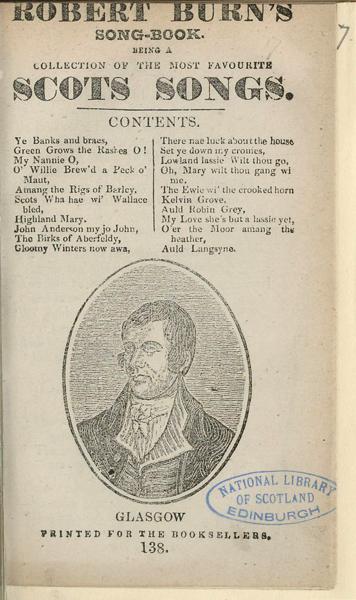 ROBERT BURN'S
SONG-BOOK.
BEING A
COLLECTION OF THE MOST FAVOURITE
SCOTS SONGS.
CONTENTS.
Ye Banks and braes,
Green Grows the Rashes O!
My Nannie O,
O' Willie Brew'd a Peck o'
Maut,
Amang the Rigs of Barley.
Scots Wha hae wi' Wallace
bled,
Highland Mary.
John Anderson my jo John,
The Birks of Aberfeldy,
Gloomy Winters now awa,
There nae luck about the house
Set ye down my cronies,
Lowland lassie Wilt thou go,
Oh, Mary wilt thou gang wi
me.
The Ewie wi' the crooked horn
Kelvin Grove.
Auld Robin Grey,
My Love she's but a lassie yet,
O'er the Moor amang the
heather,
Auld Langsyne.
GLASGOW
PRINTED FOR THE BOOKSELLERS.
138.
NATIONAL LIBRARY
OF SCOTLAND
EDINBURGH
7